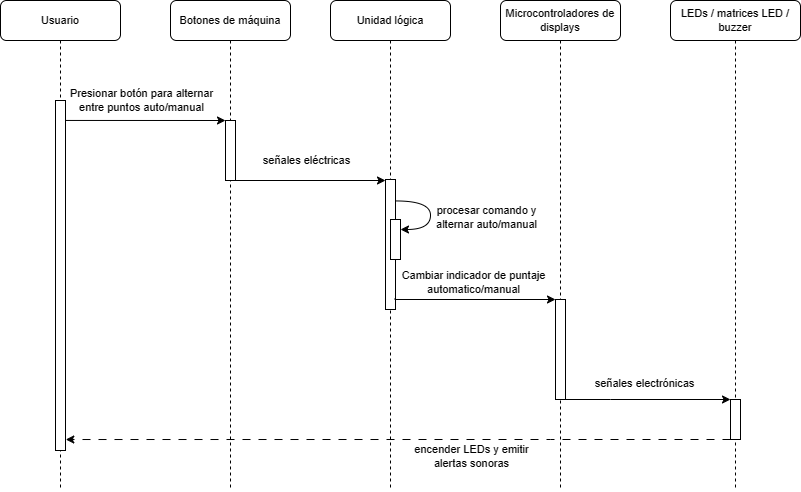 Usuario
Botones de máquina
Unidad lógica
Microcontroladores de
displays
LEDs / matrices LED /
buzzer
Presionar botón para alternar
entre puntos auto/manual
señales eléctricas
procesar comando y
alternar auto/manual
Cambiar indicador de puntaje
automatico/manual
señales electrónicas
encender LEDs y emitir
alertas sonoras